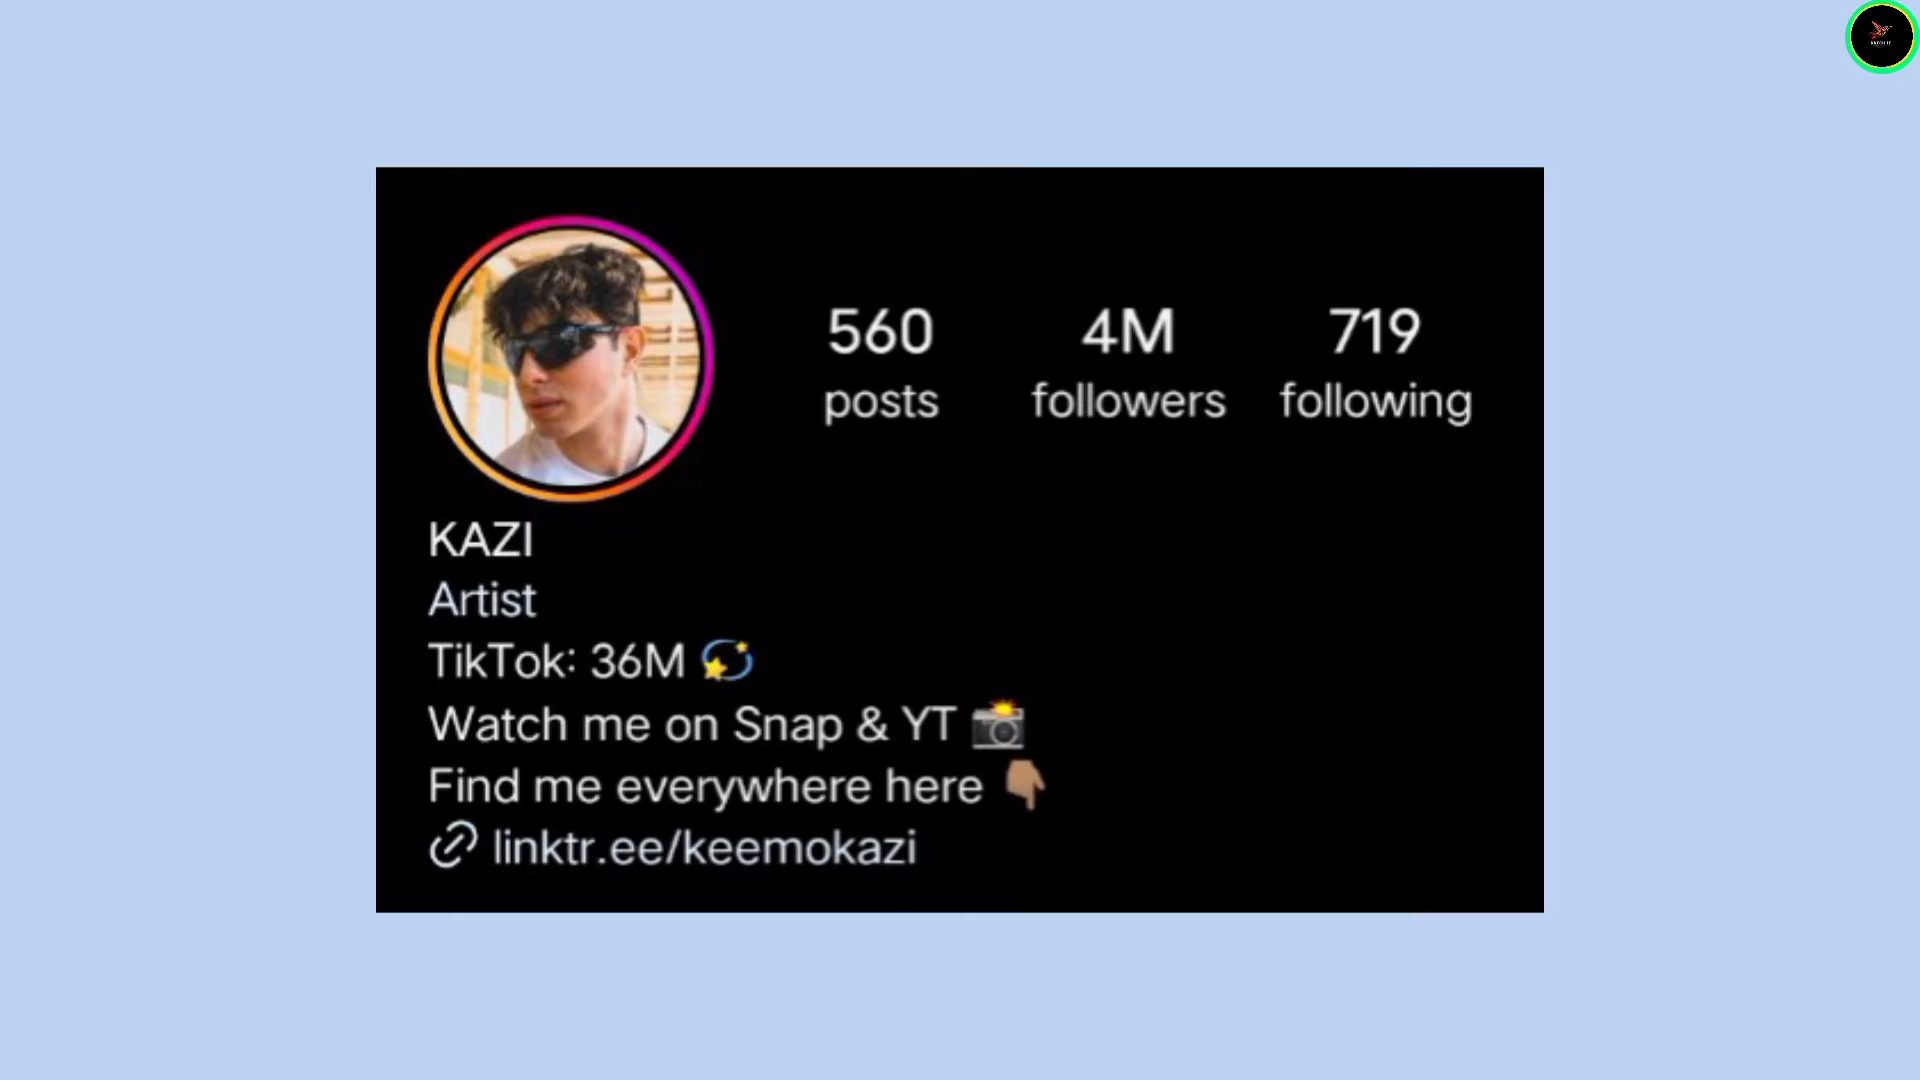 560 4M 719
posts followers following
KAZI
Artist
TikTok: 36M 💫
Watch me on Snap & YT 📸
Find me everywhere here 👇🏽
linktr.ee/keemokazi